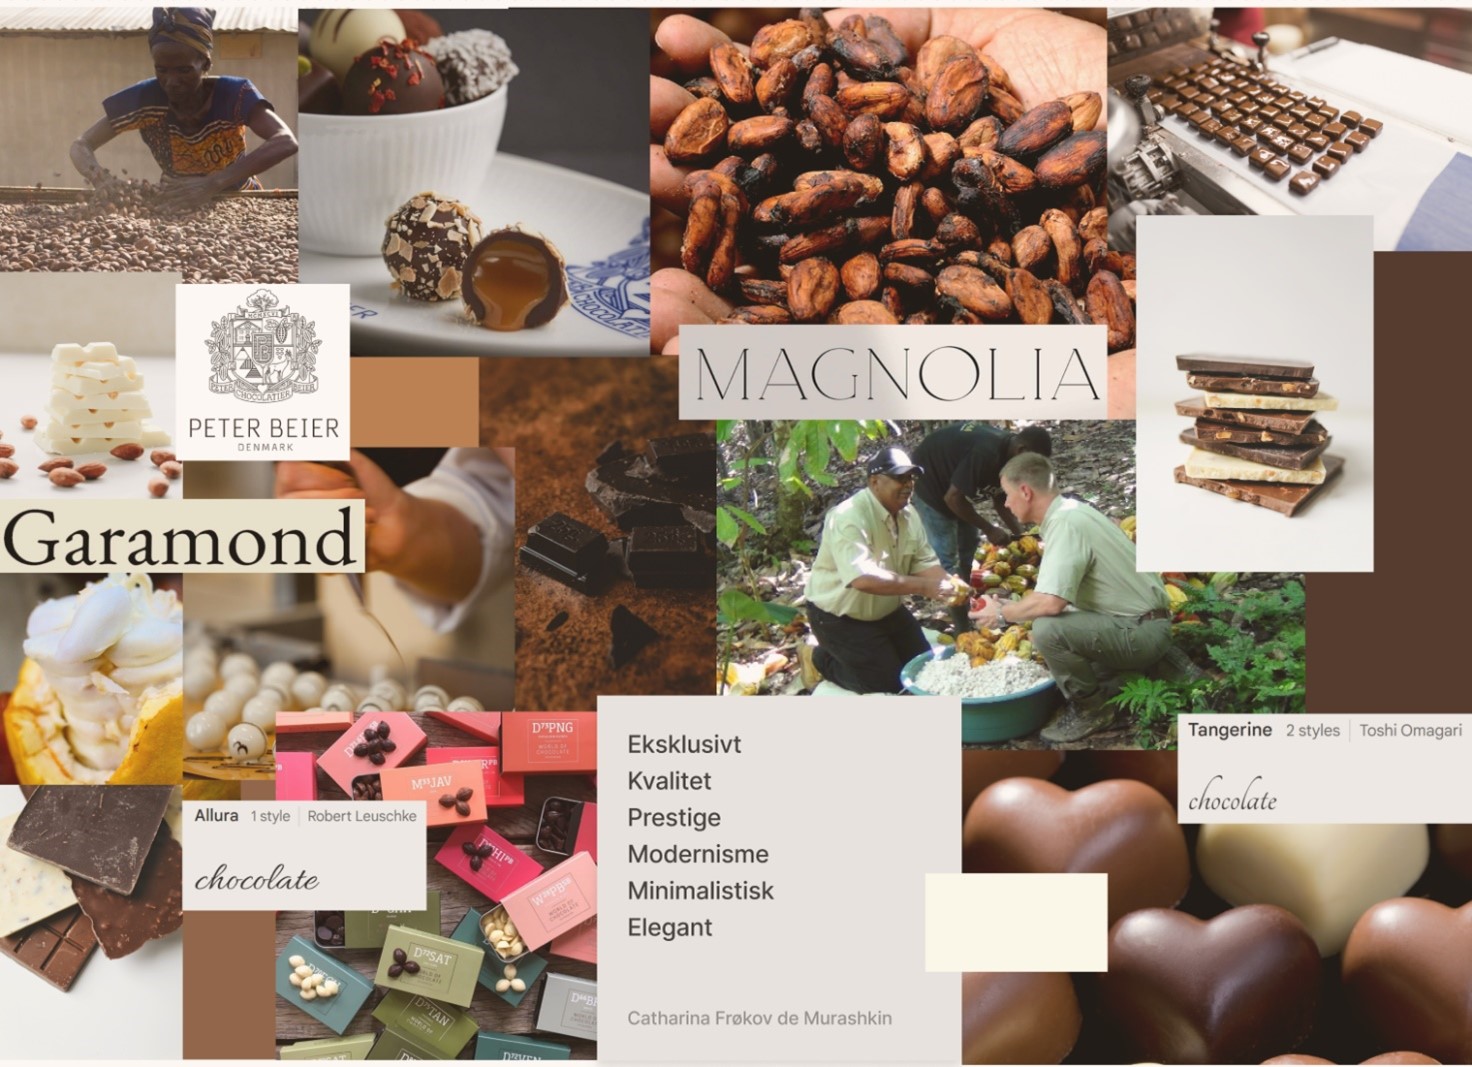 PETER BEIER
DENMARK
MAGNOLIA
Garamond
Allura 1 style Robert Leuschke
chocolate
Eksklusivt
Kvalitet
Prestige
Modernisme
Minimalistisk
Elegant
Catharina Frøkov de Murashkin
Tangerine 2 styles Toshi Omagari
chocolate